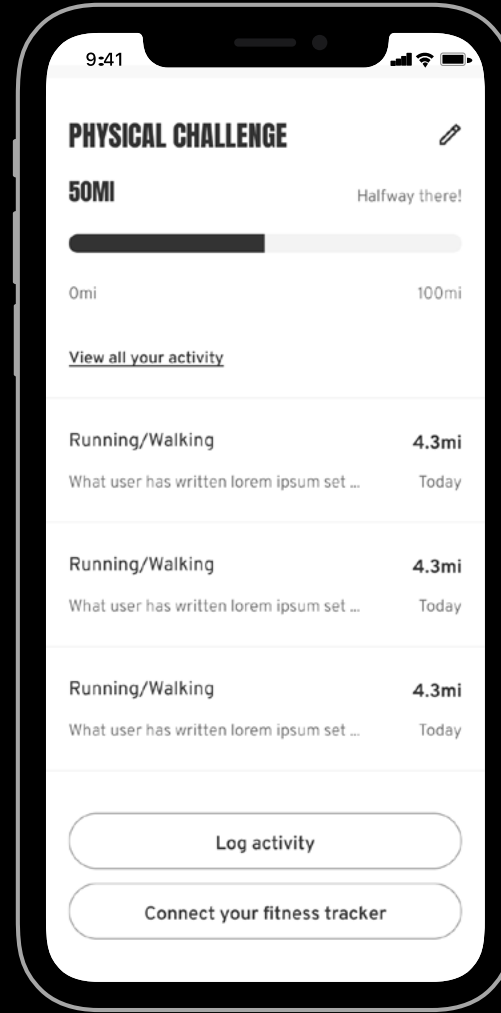 9:41
PHYSICAL CHALLENGE
50MI
Halfway there!
0mi
100mi
View all your activity
Running/Walking
4.3mi
What user has written lorem ipsum set ...
Today
Running/Walking
4.3mi
What user has written lorem ipsum set ...
Today
Running/Walking
4.3mi
What user has written lorem ipsum set ...
Today
Log activity
Connect your fitness tracker